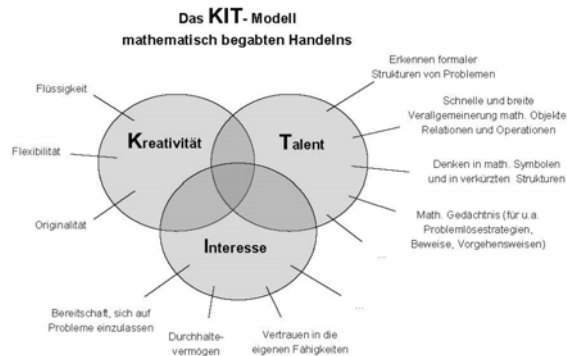 Das KIT- Modell
mathematisch begabten Handelns
Erkennen formaler
Strukturen von Problemen
Flüssigkeit
Schnelle und breite
Verallgemeinerung math. Objekte
Relationen und Operationen
Kreativität
Talent
Flexibilität
Denken in math. Symbolen
und in verkürzten Strukturen
Originalität
Math. Gedächtnis (für u.a.
Problemlösestrategien,
Beweise, Vorgehensweisen)
Interesse
...
...
Bereitschaft, sich auf
Probleme einzulassen
Durchhalte-
vermögen
Vertrauen in die
eigenen Fähigkeiten